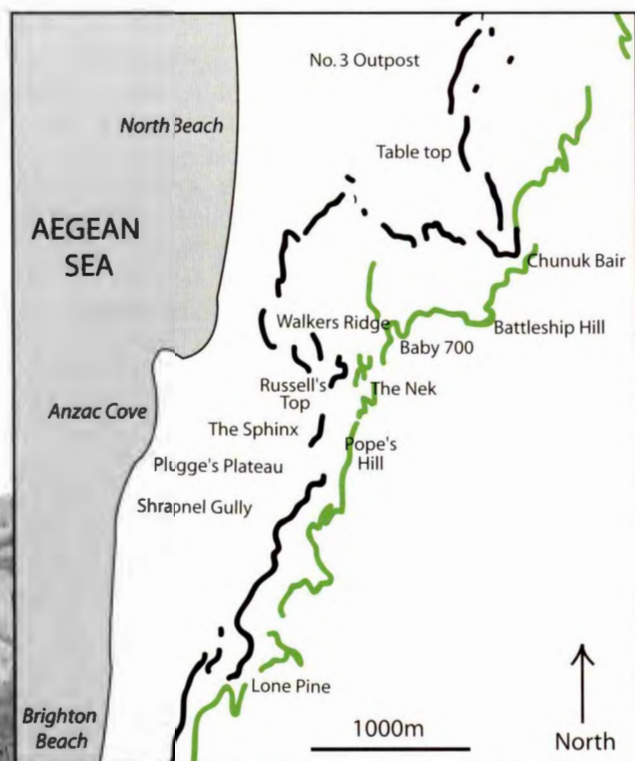 No. 3 Outpost
North Beach
Table top
AEGEAN
SEA
Chunuk Bair
Walkers Ridge
Battleship Hill
Baby 700
Russell's
Top
The Nek
Anzac Cove
The Sphinx
Pope's
Hill
Plugge's Plateau
Shrapnel Gully
Lone Pine
Brighton
Beach
1000m
North